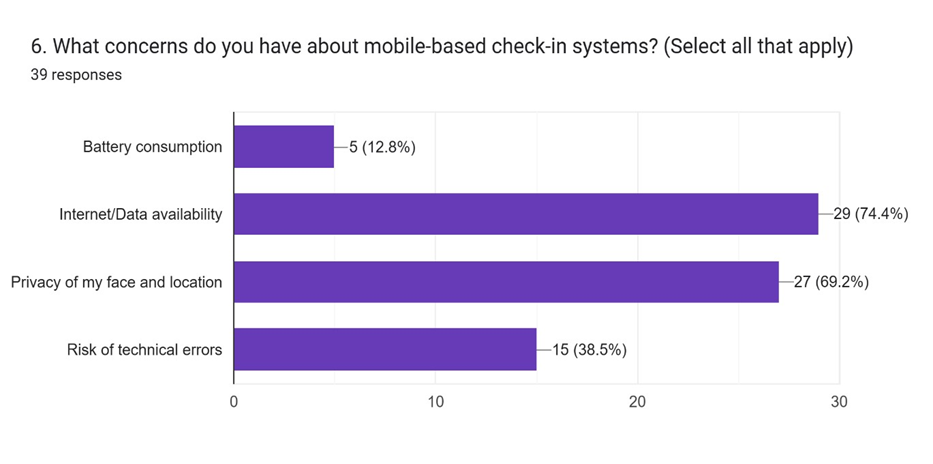 6. What concerns do you have about mobile-based check-in systems? (Select all that apply)
39 responses
Battery consumption
5 (12.8%)
Internet/Data availability
29 (74.4%)
Privacy of my face and location
27 (69.2%)
Risk of technical errors
15 (38.5%)
0 10 20 30